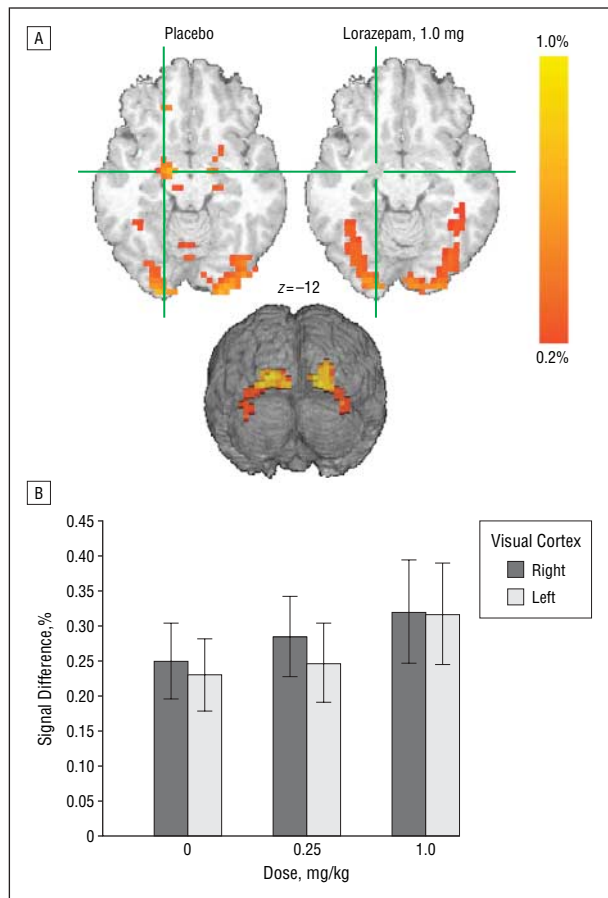 A
Placebo
Lorazepam, 1.0 mg
1.0%
z=–12
0.2%
B
0.45
0.40
0.35
0.30
0.25
0.20
0.15
0.10
0.05
0
Signal Difference,%
0
0.25
1.0
Dose, mg/kg
Visual Cortex
Right
Left